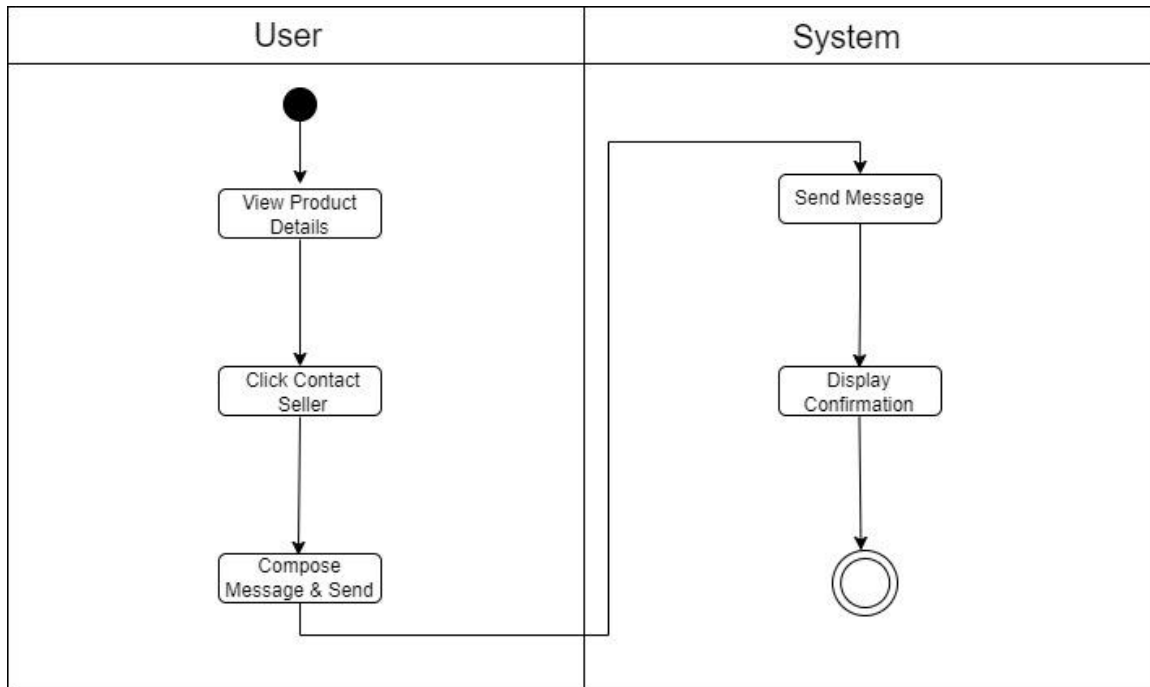 User
System
View Product
Details
Click Contact
Seller
Compose
Message & Send
Send Message
Display
Confirmation